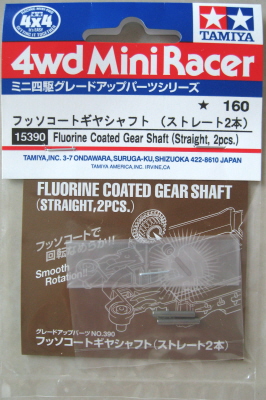 4X4
TAMIYA
4wd Mini Racer
ミニ四駆グレードアップパーツシリーズ
★ 160
フッソコートギヤシャフト (ストレート2本)
15390 Fluorine Coated Gear Shaft (Straight, 2pcs.)
TAMIYA,INC. 3-7 ONDAWARA, SURUGA-KU, SHIZUOKA 422-8610 JAPAN
TAMIYA AMERICA, INC. IRVINE, CA
FLUORINE COATED GEAR SHAFT
(STRAIGHT,2PCS.)
フッソコートで
Smooth
Rotation!!
グレードアップパーツNO.390
フッソコートギヤシャフト(ストレート2本)